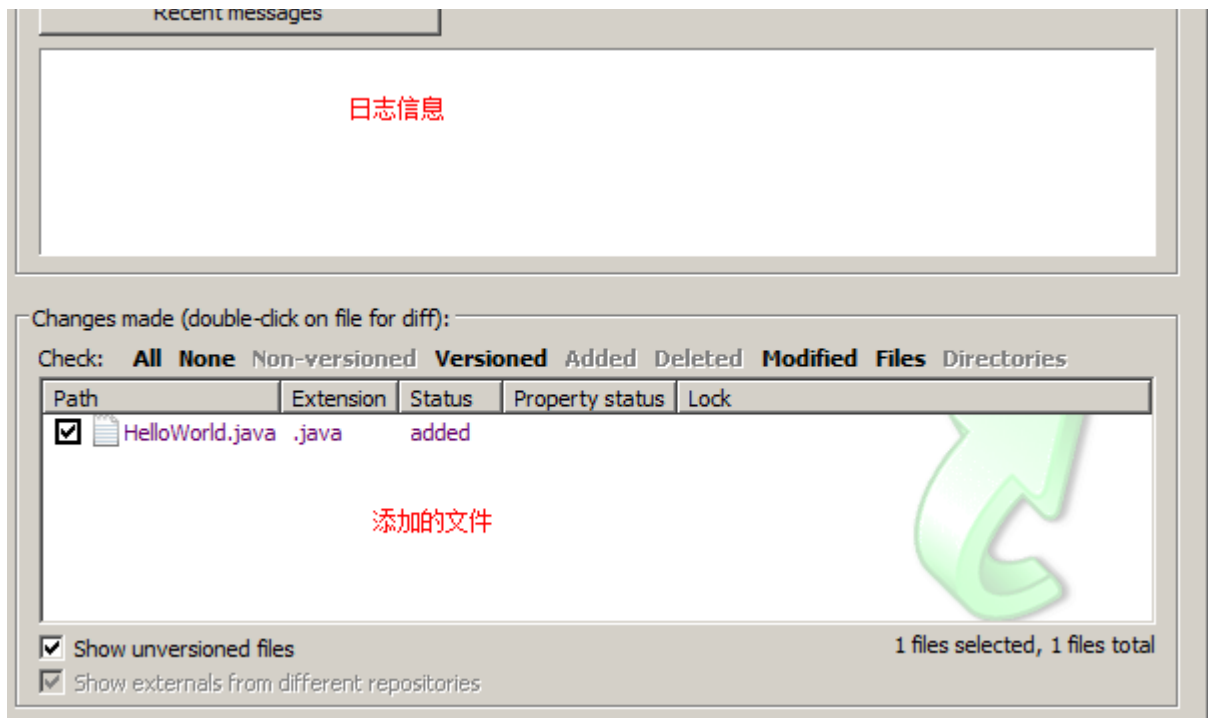 Recent messages
日志信息
Changes made (double-click on file for diff):
Check: All None Non-versioned Versioned Added Deleted Modified Files Directories
Path Extension Status Property status Lock
HelloWorld.java .java added
添加的文件
Show unversioned files 1 files selected, 1 files total
Show externals from different repositories